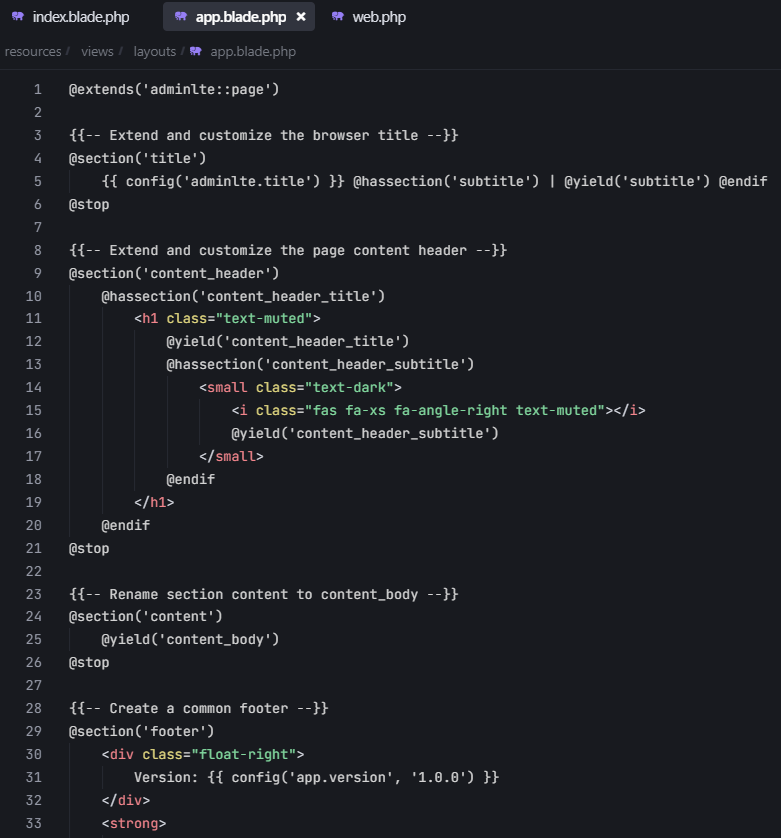 index.blade.php app.blade.php × web.php
resources / views / layouts / app.blade.php
1 @extends('adminlte::page')
2
3 {{-- Extend and customize the browser title --}}
4 @section('title')
5     {{ config('adminlte.title') }} @hassection('subtitle') | @yield('subtitle') @endif
6 @stop
7
8 {{-- Extend and customize the page content header --}}
9 @section('content_header')
10     @hassection('content_header_title')
11         <h1 class="text-muted">
12             @yield('content_header_title')
13             @hassection('content_header_subtitle')
14                 <small class="text-dark">
15                     <i class="fas fa-xs fa-angle-right text-muted"></i>
16                     @yield('content_header_subtitle')
17                 </small>
18             @endif
19         </h1>
20     @endif
21 @stop
22
23 {{-- Rename section content to content_body --}}
24 @section('content')
25     @yield('content_body')
26 @stop
27
28 {{-- Create a common footer --}}
29 @section('footer')
30     <div class="float-right">
31         Version: {{ config('app.version', '1.0.0') }}
32     </div>
33     <strong>